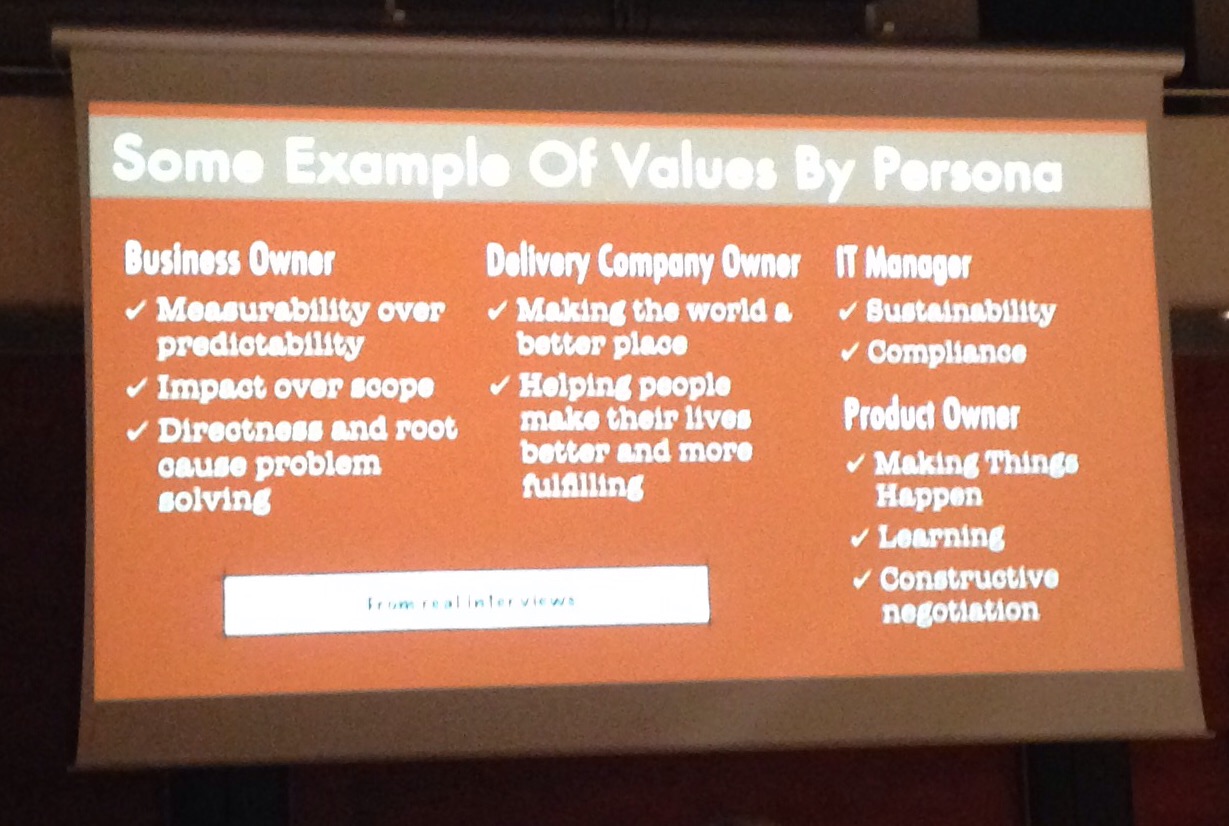 Some Example Of Values By Persona
Business Owner
✓ Measurability over
predictability
✓ Impact over scope
✓ Directness and root
cause problem
solving
Delivery Company Owner
✓ Making the world a
better place
✓ Helping people
make their lives
better and more
fulfilling
IT Manager
✓ Sustainability
✓ Compliance
Product Owner
✓ Making Things
Happen
✓ Learning
✓ Constructive
negotiation
From real interviews